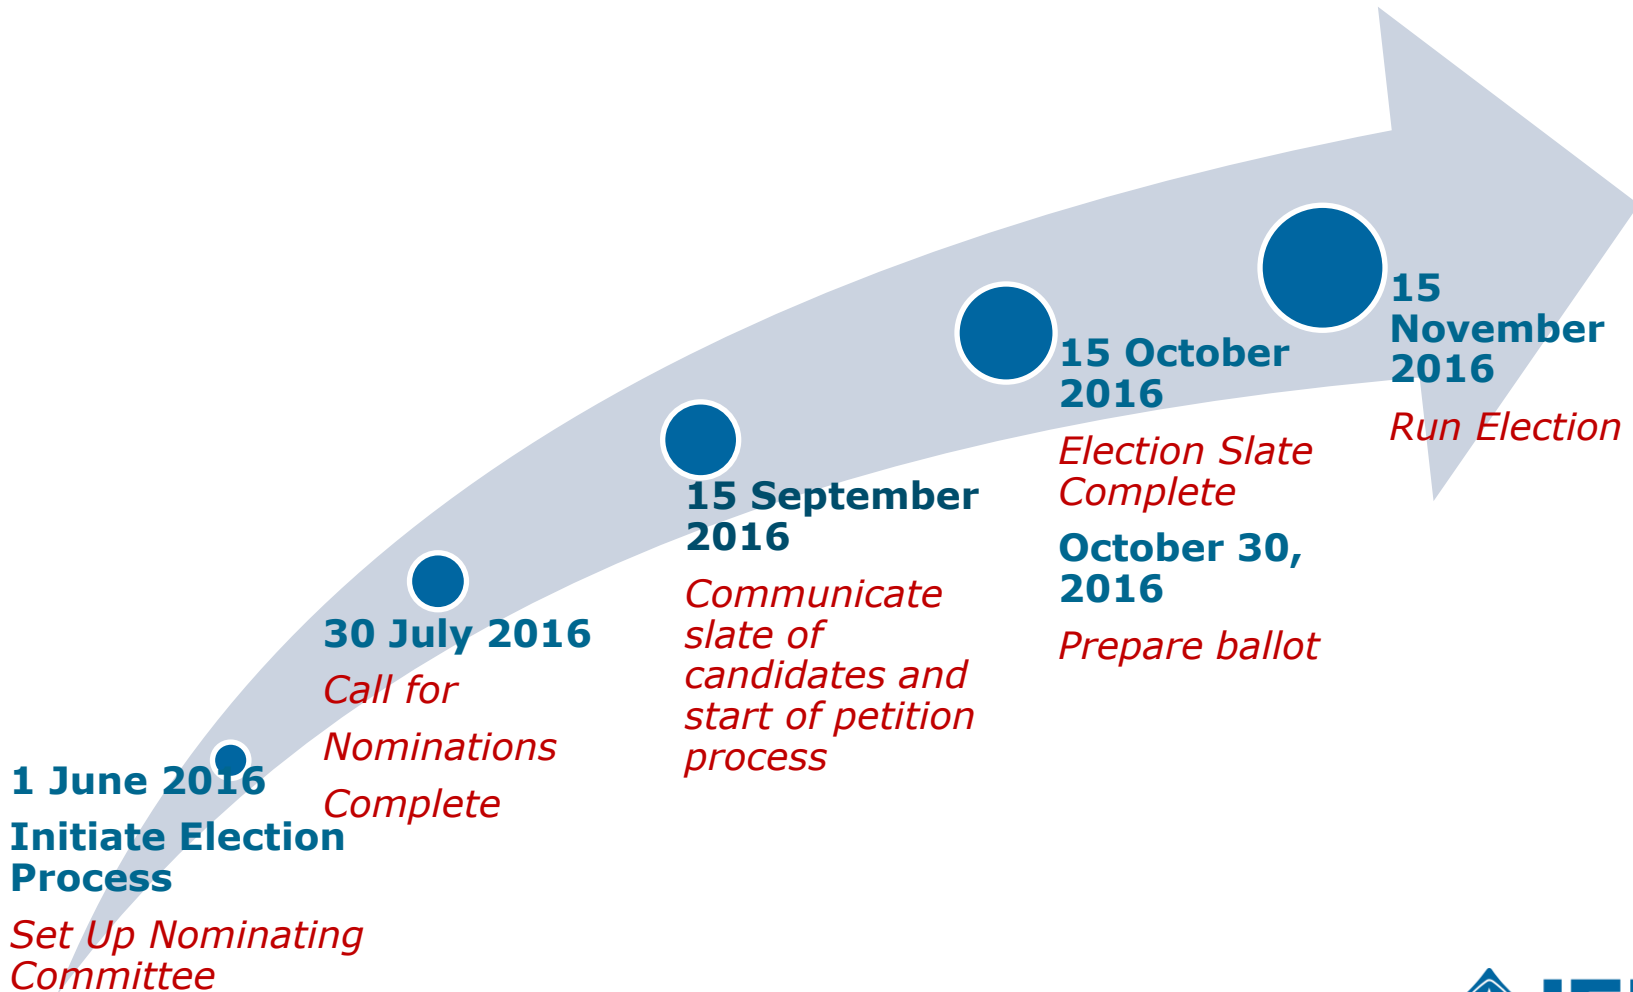 1 June 2016
Initiate Election
Process
Set Up Nominating
Committee
30 July 2016
Call for
Nominations
Complete
15 September
2016
Communicate
slate of
candidates and
start of petition
process
15 October
2016
Election Slate
Complete
October 30,
2016
Prepare ballot
15
November
2016
Run Election